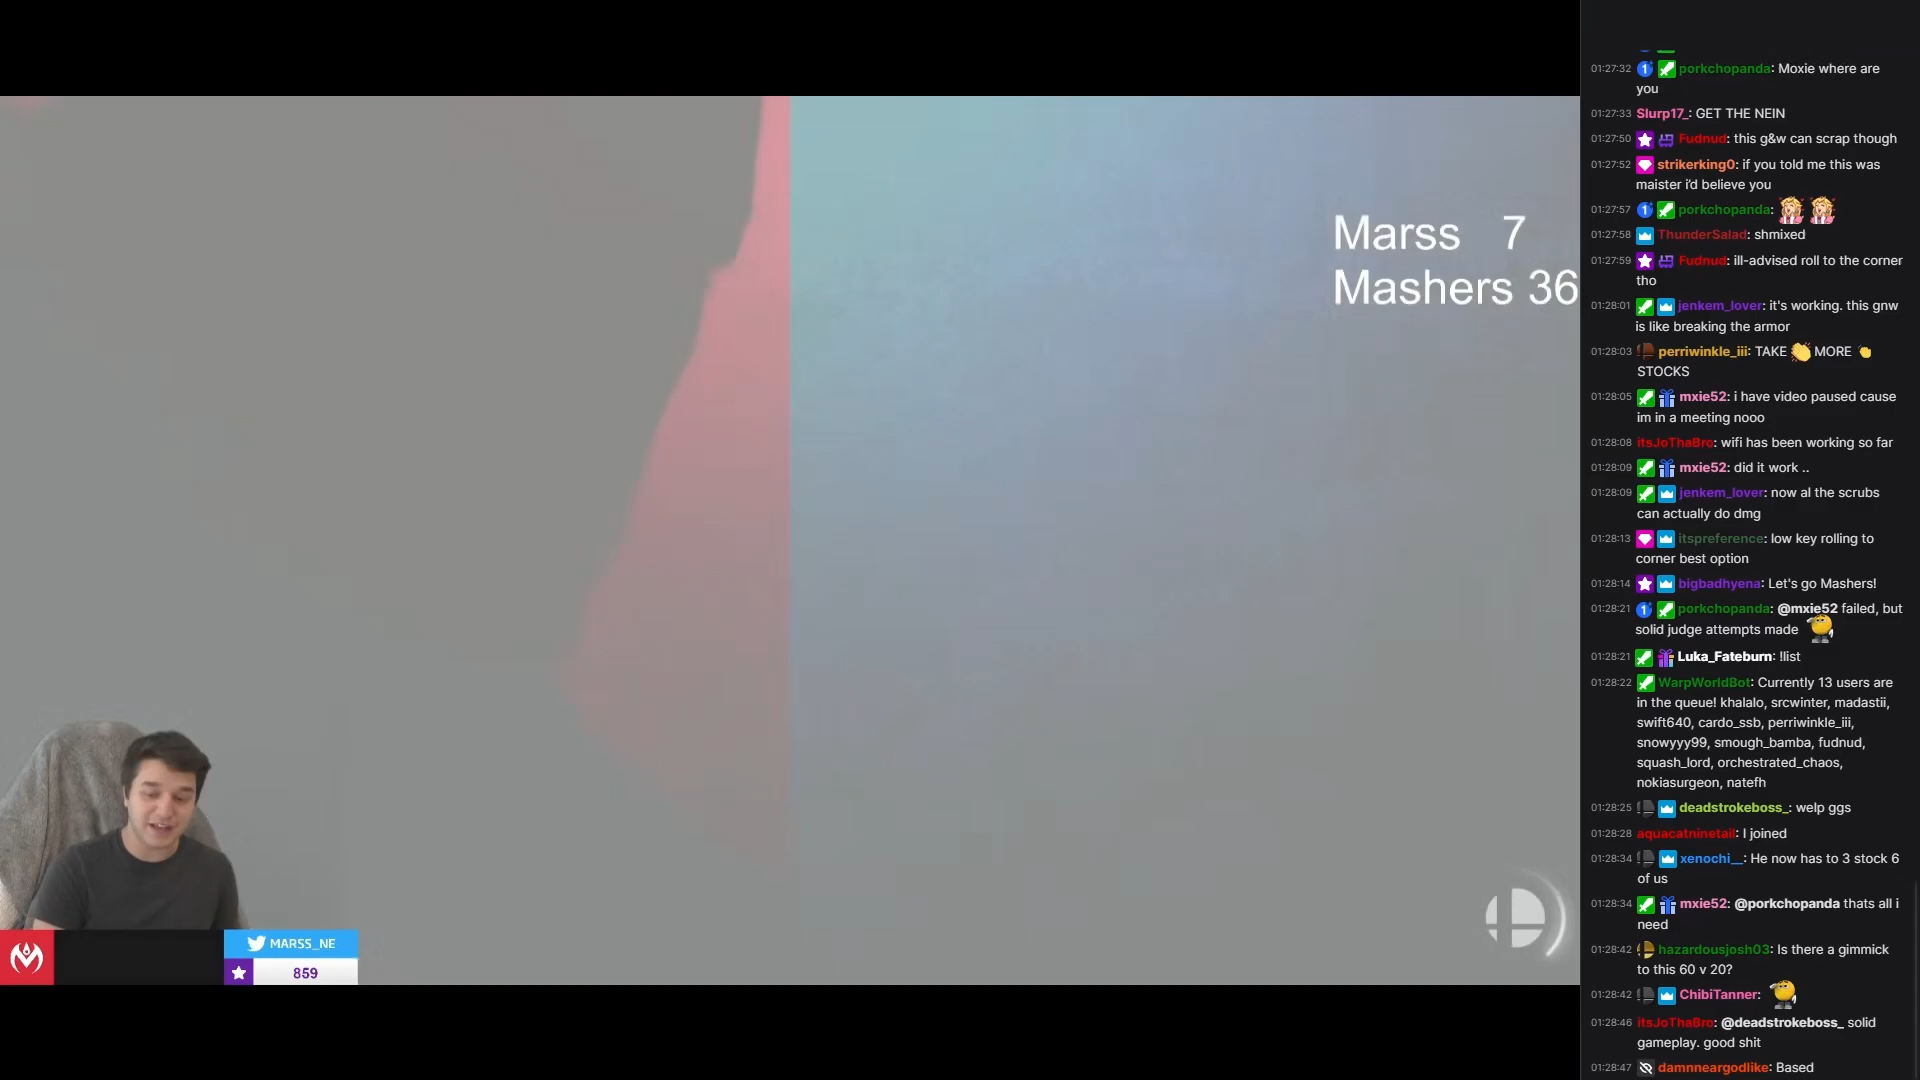 Marss 7
Mashers 36
MARSS_NE
859
01:27:32 porkchopanda: Moxie where are
you
01:27:33 Slurp17_: GET THE NEIN
01:27:50 Fudnud: this g&w can scrap though
01:27:52 strikerking0: if you told me this was
maister i'd believe you
01:27:57 porkchopanda:
01:27:58 ThunderSalad: shmixed
01:27:59 Fudnud: ill-advised roll to the corner
tho
01:28:01 jenkem_lover: it's working. this gnw
is like breaking the armor
01:28:03 perriwinkle_iii: TAKE MORE
STOCKS
01:28:05 mxie52: i have video paused cause
im in a meeting nooo
01:28:08 itsJoThaBro: wifi has been working so far
01:28:09 mxie52: did it work ..
01:28:09 jenkem_lover: now al the scrubs
can actually do dmg
01:28:13 itspreference: low key rolling to
corner best option
01:28:14 bigbadhyena: Let's go Mashers!
01:28:21 porkchopanda: @mxie52 failed, but
solid judge attempts made
01:28:21 Luka_Fateburn: !list
01:28:22 WarpWorldBot: Currently 13 users are
in the queue! khalalo, srcwinter, madastii,
swift640, cardo_ssb, perriwinkle_iii,
snowyyy99, smough_bamba, fudnud,
squash_lord, orchestrated_chaos,
nokiasurgeon, natefh
01:28:25 deadstrokeboss_: welp ggs
01:28:28 aquacatninetail: I joined
01:28:34 xenochi__: He now has to 3 stock 6
of us
01:28:34 mxie52: @porkchopanda thats all i
need
01:28:42 hazardousjosh03: Is there a gimmick
to this 60 v 20?
01:28:42 ChibiTanner:
01:28:46 itsJoThaBro: @deadstrokeboss_ solid
gameplay. good shit
01:28:47 damnneargodlike: Based